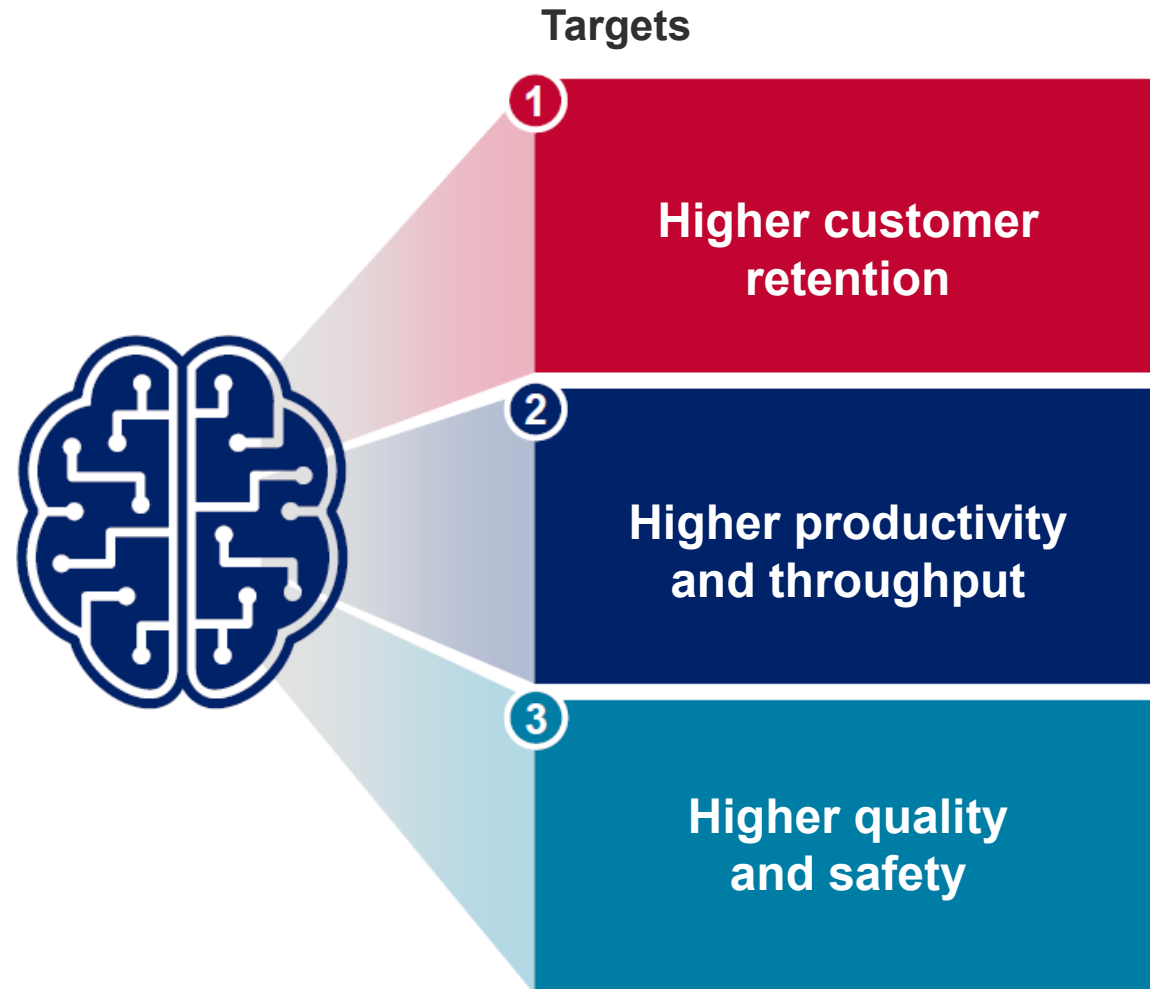 Targets
1
Higher customer
retention
2
Higher productivity
and throughput
3
Higher quality
and safety